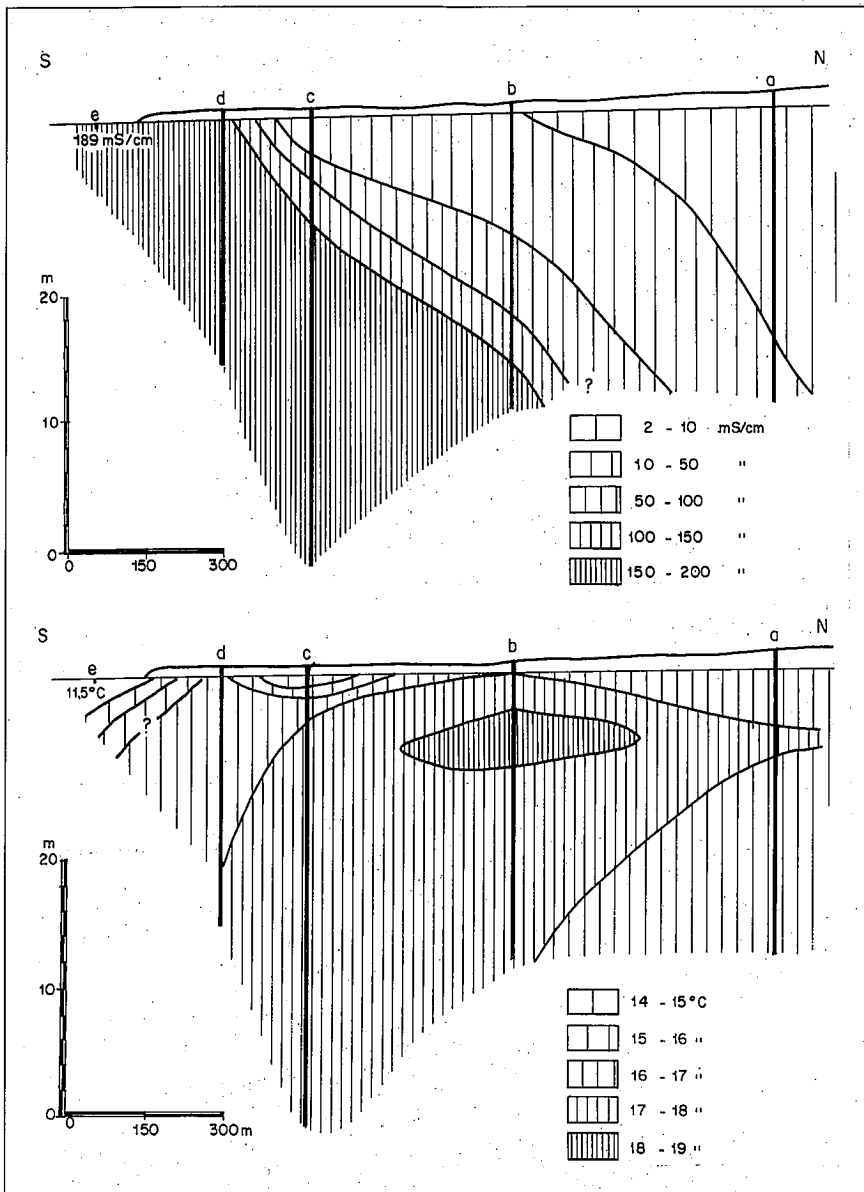 S N
d c b a
e
189 mS/cm
m
20
10
0
0 150 300
?
2 - 10 mS/cm
10 - 50 "
50 - 100 "
100 - 150 "
150 - 200 "
S N
e d c b a
11,5°C
?
m
20
10
0
0 150 300m
14 - 15°C
15 - 16 "
16 - 17 "
17 - 18 "
18 - 19 "